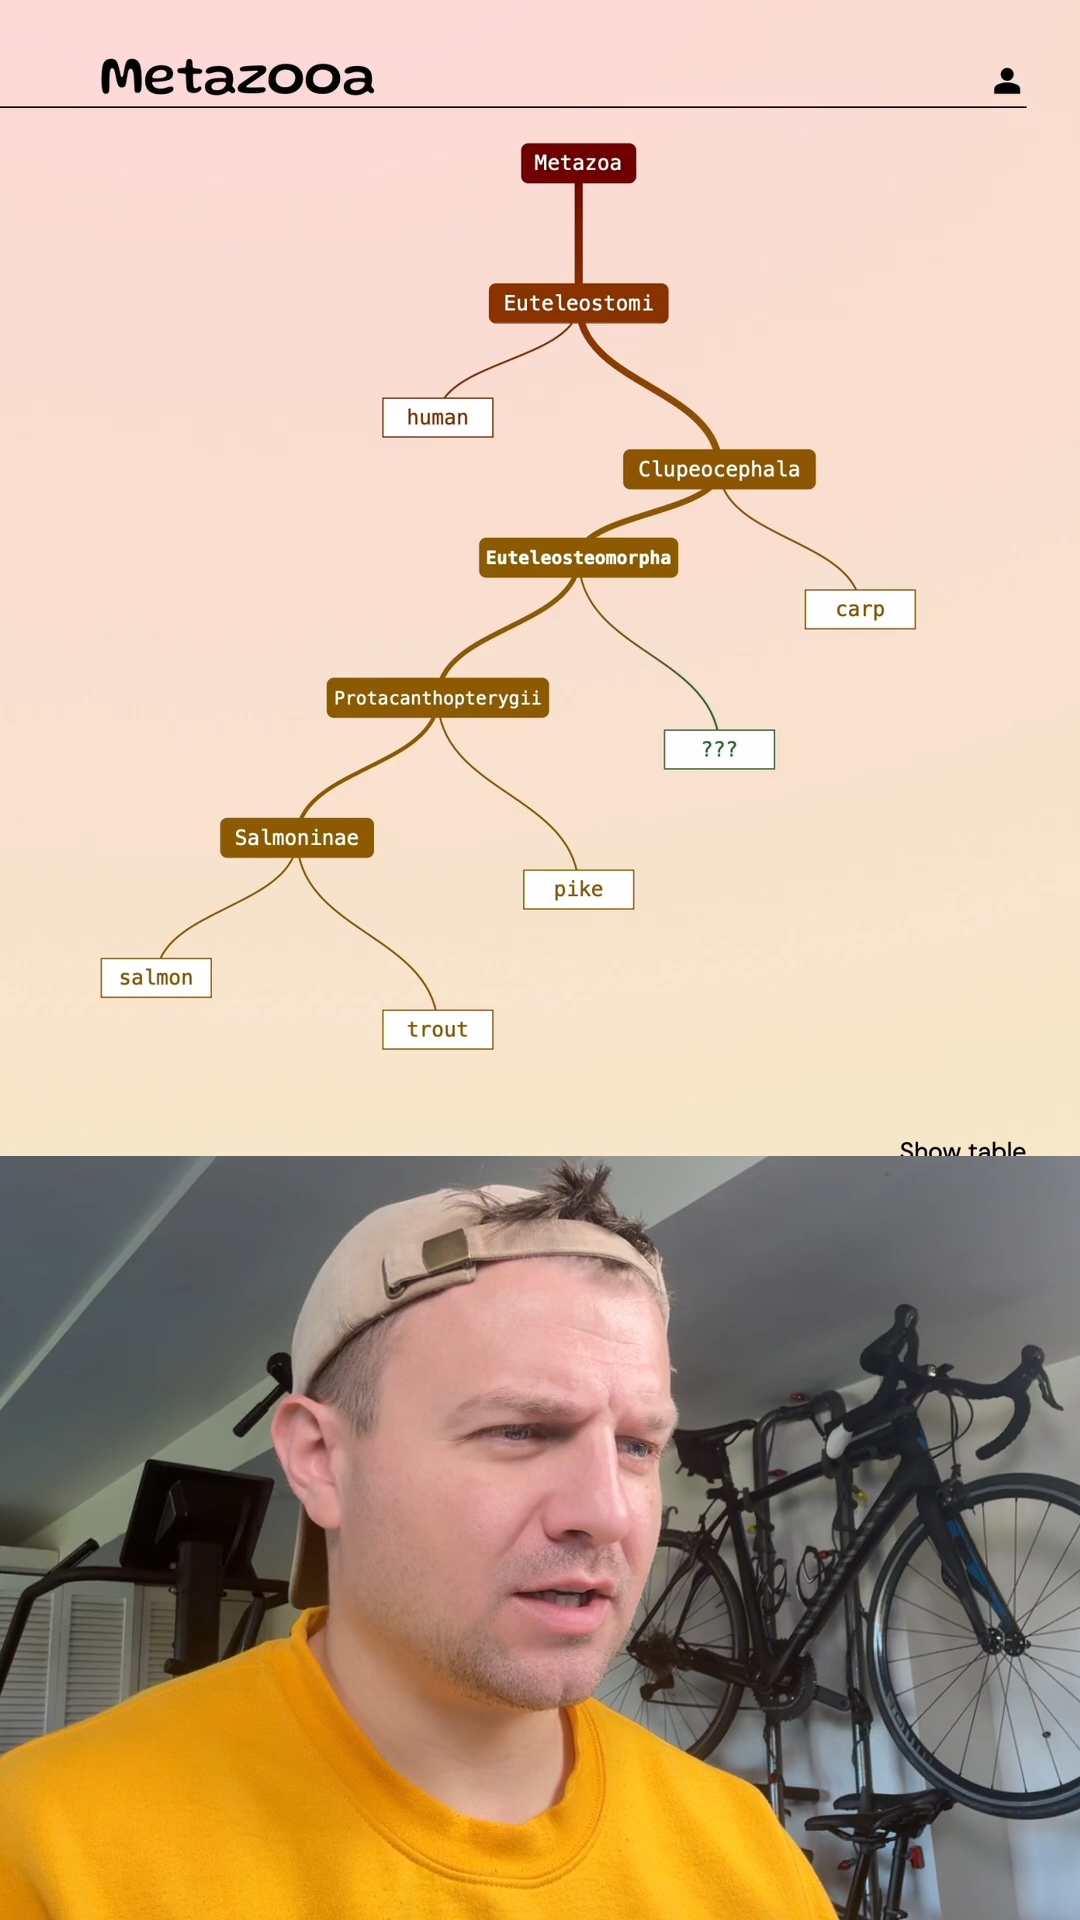 Metazooa
Metazoa
Euteleostomi
human
Clupeocephala
Euteleosteomorpha
carp
Protacanthopterygii
???
Salmoninae
pike
salmon
trout
Show table